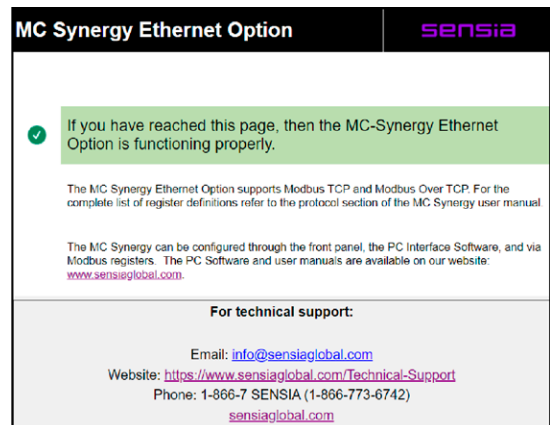 MC Synergy Ethernet Option
sensia
If you have reached this page, then the MC-Synergy Ethernet
Option is functioning properly.
The MC Synergy Ethernet Option supports Modbus TCP and Modbus Over TCP. For the
complete list of register definitions refer to the protocol section of the MC Synergy user manual.
The MC Synergy can be configured through the front panel, the PC Interface Software, and via
Modbus registers. The PC Software and user manuals are available on our website:
www.sensiaglobal.com.
For technical support:
Email: info@sensiaglobal.com
Website: https://www.sensiaglobal.com/Technical-Support
Phone: 1-866-7 SENSIA (1-866-773-6742)
sensiaglobal.com